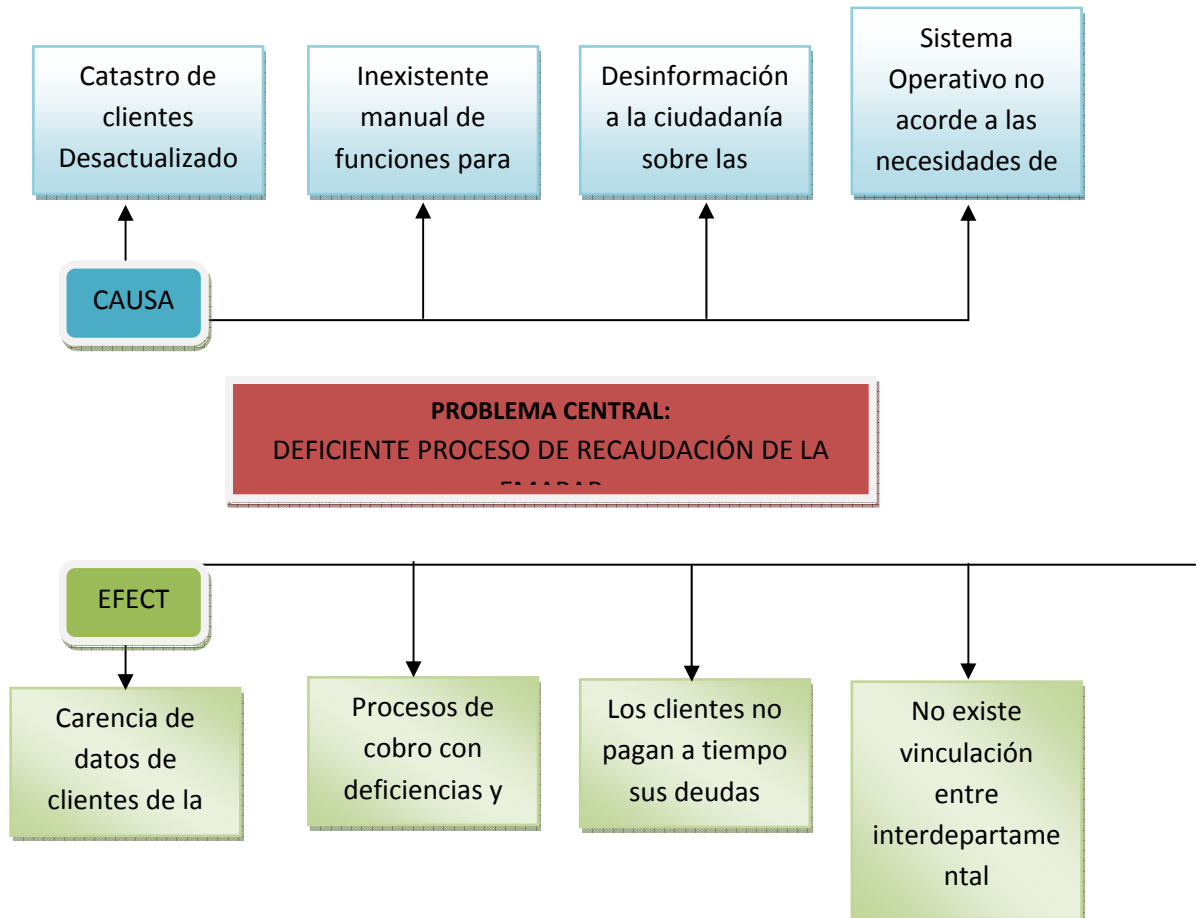 Catastro de
clientes
Desactualizado
Inexistente
manual de
funciones para
Desinformación
a la ciudadanía
sobre las
Sistema
Operativo no
acorde a las
necesidades de
CAUSA
PROBLEMA CENTRAL:
DEFICIENTE PROCESO DE RECAUDACIÓN DE LA
EFECT
Carencia de
datos de
clientes de la
Procesos de
cobro con
deficiencias y
Los clientes no
pagan a tiempo
sus deudas
No existe
vinculación
entre
interdepartame
ntal